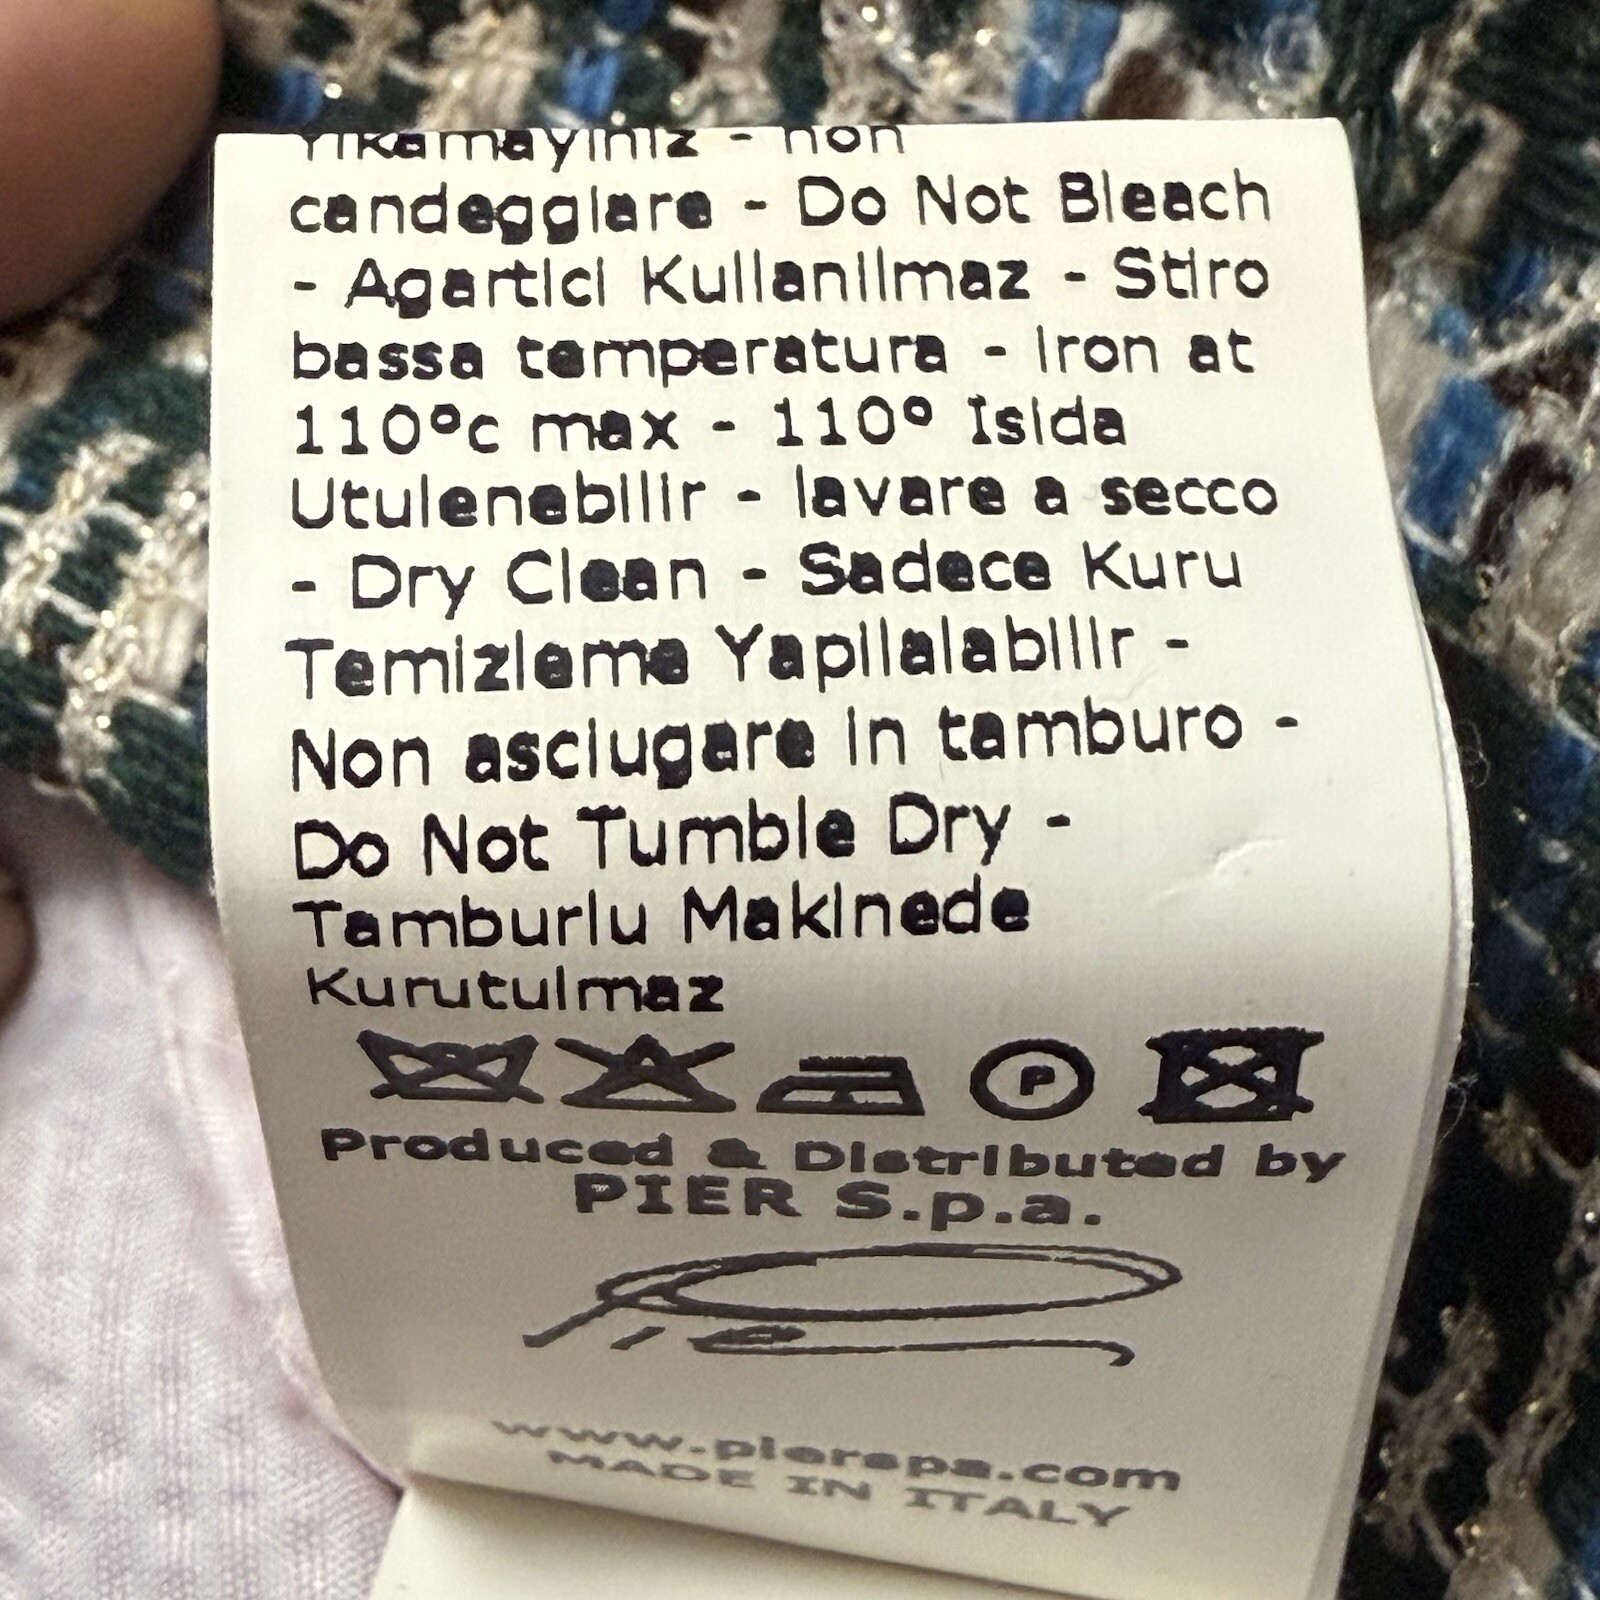 Yikamayiniz - non
candeggiare - Do Not Bleach
- Agartici Kullanilmaz - Stiro
bassa temperatura - Iron at
110°c max - 110° Isida
Utulenebilir - lavare a secco
- Dry Clean - Sadece Kuru
Temizleme Yapilalabilir -
Non asciugare in tamburo -
Do Not Tumble Dry -
Tamburlu Makinede
Kurutulmaz
P
Produced & Distributed by
PIER S.p.a.
www.pierspa.com
MADE IN ITALY